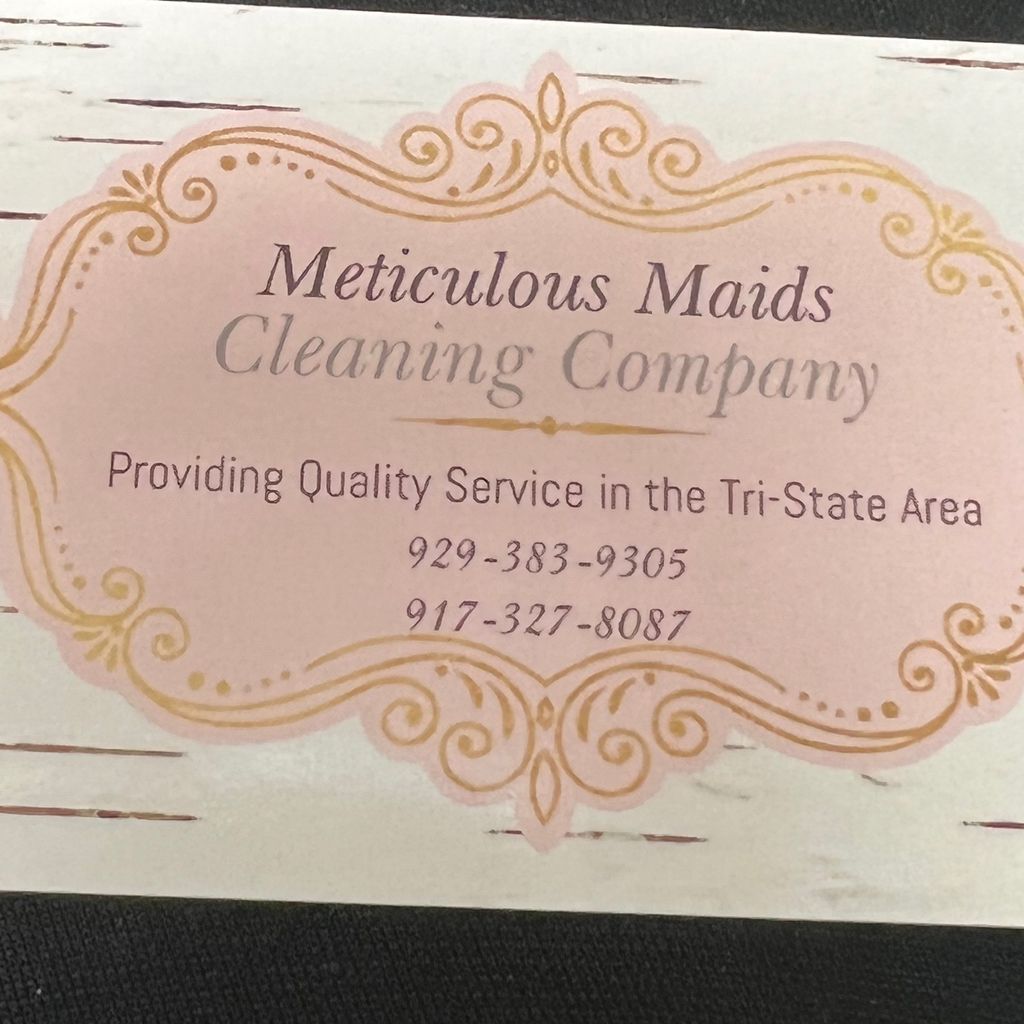 Meticulous Maids
Cleaning Company
Providing Quality Service in the Tri-State Area
929-383-9305
917-327-8087